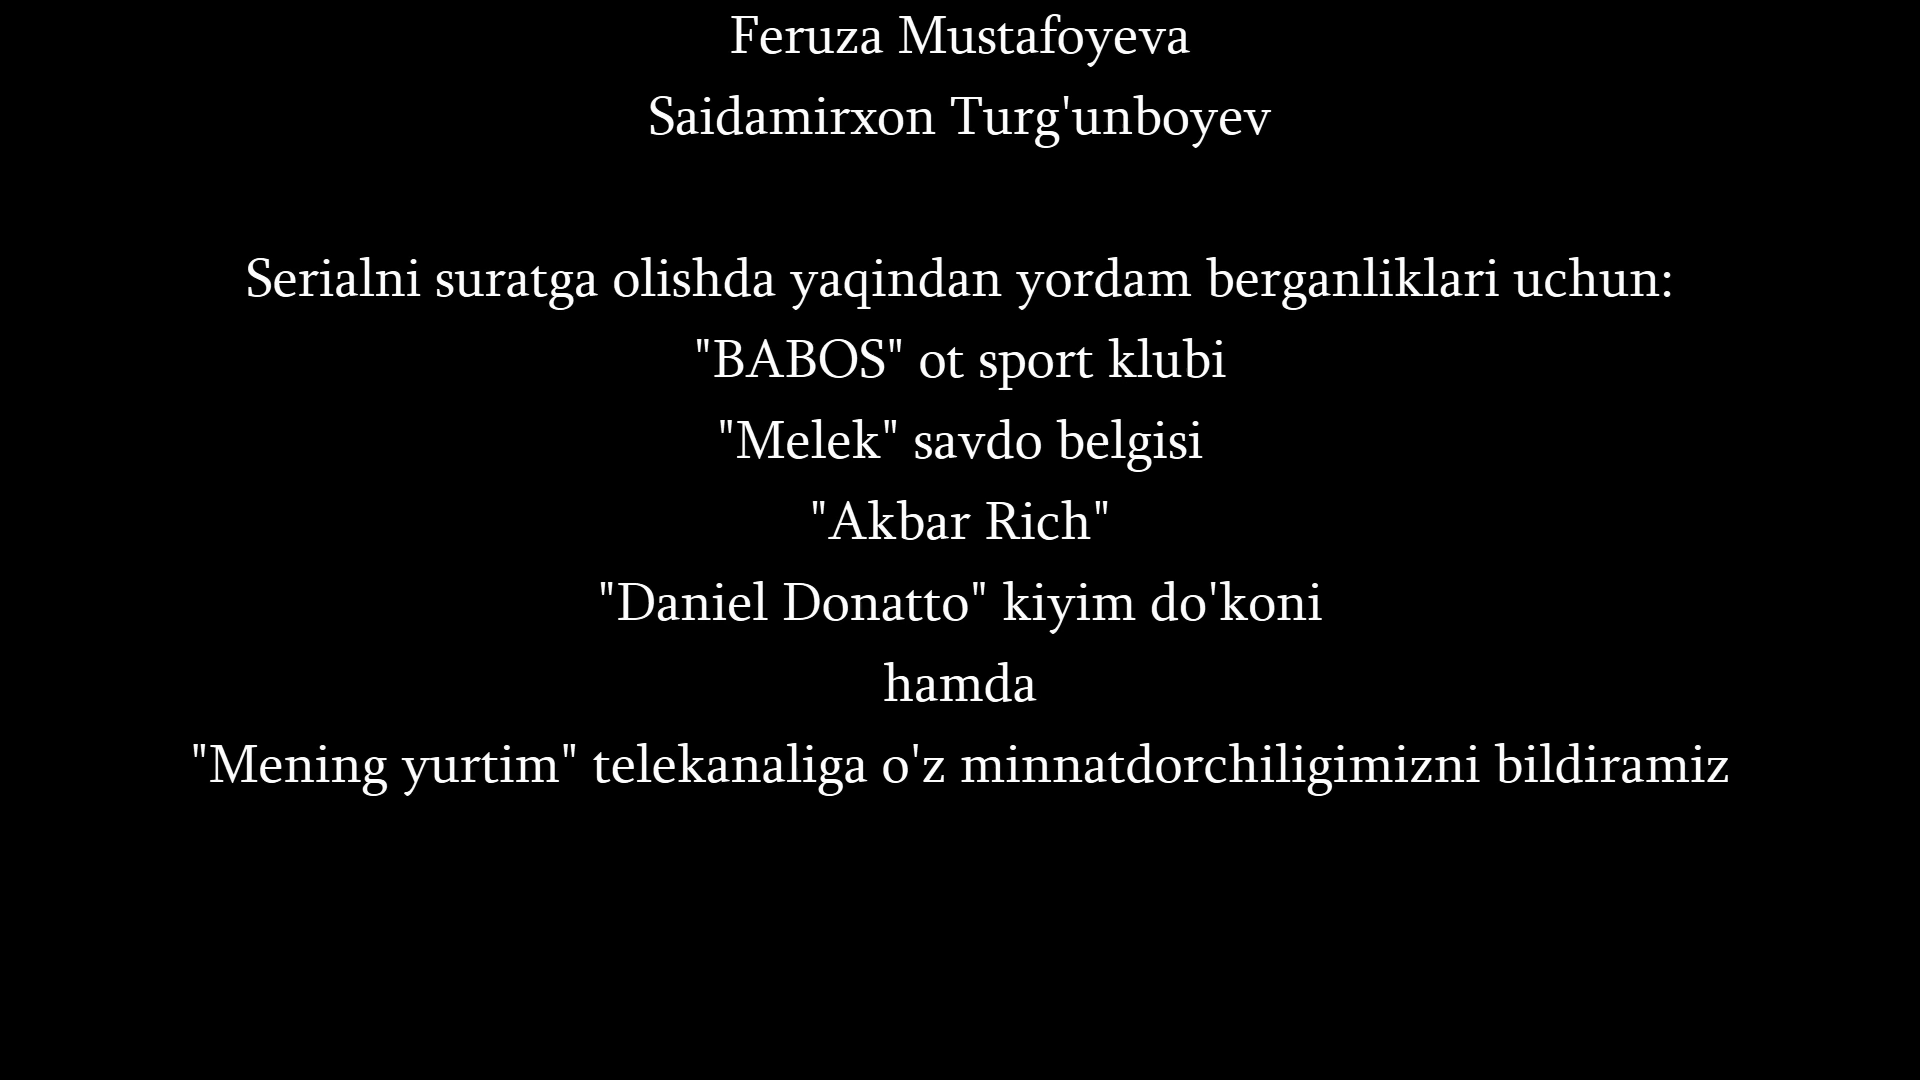 Feruza Mustafoyeva
Saidamirxon Turg'unboyev
Serialni suratga olishda yaqindan yordam berganliklari uchun:
"BABOS" ot sport klubi
"Melek" savdo belgisi
"Akbar Rich"
"Daniel Donatto" kiyim do'koni
hamda
"Mening yurtim" telekanaliga o'z minnatdorchiligimizni bildiramiz